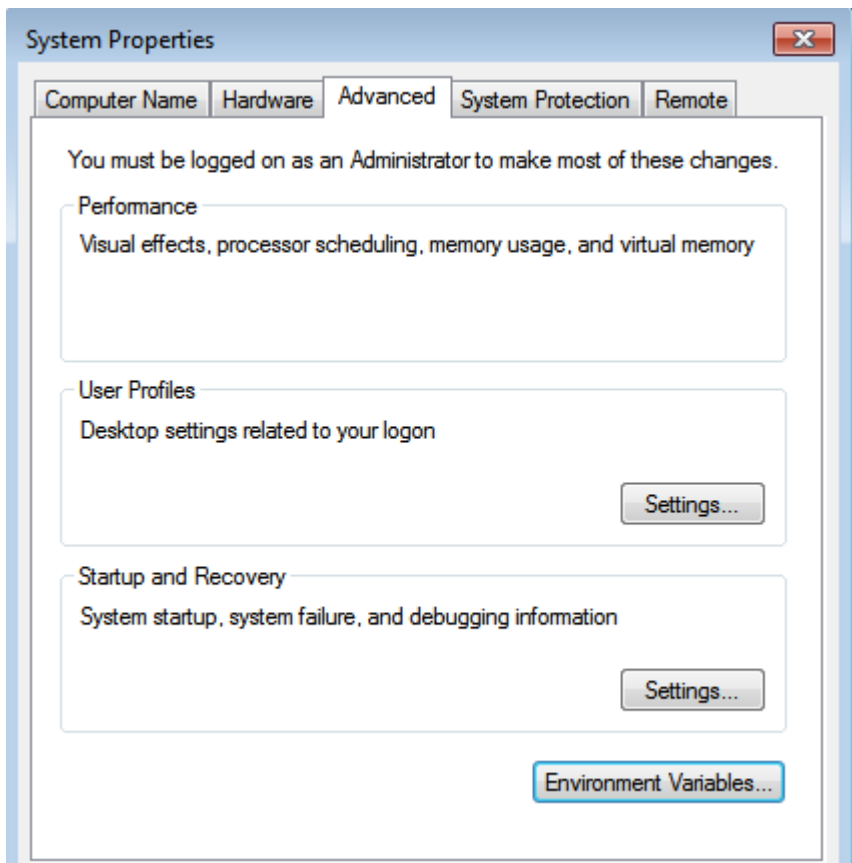 System Properties
Computer Name Hardware Advanced System Protection Remote
You must be logged on as an Administrator to make most of these changes.
Performance
Visual effects, processor scheduling, memory usage, and virtual memory
User Profiles
Desktop settings related to your logon
Settings...
Startup and Recovery
System startup, system failure, and debugging information
Settings...
Environment Variables...